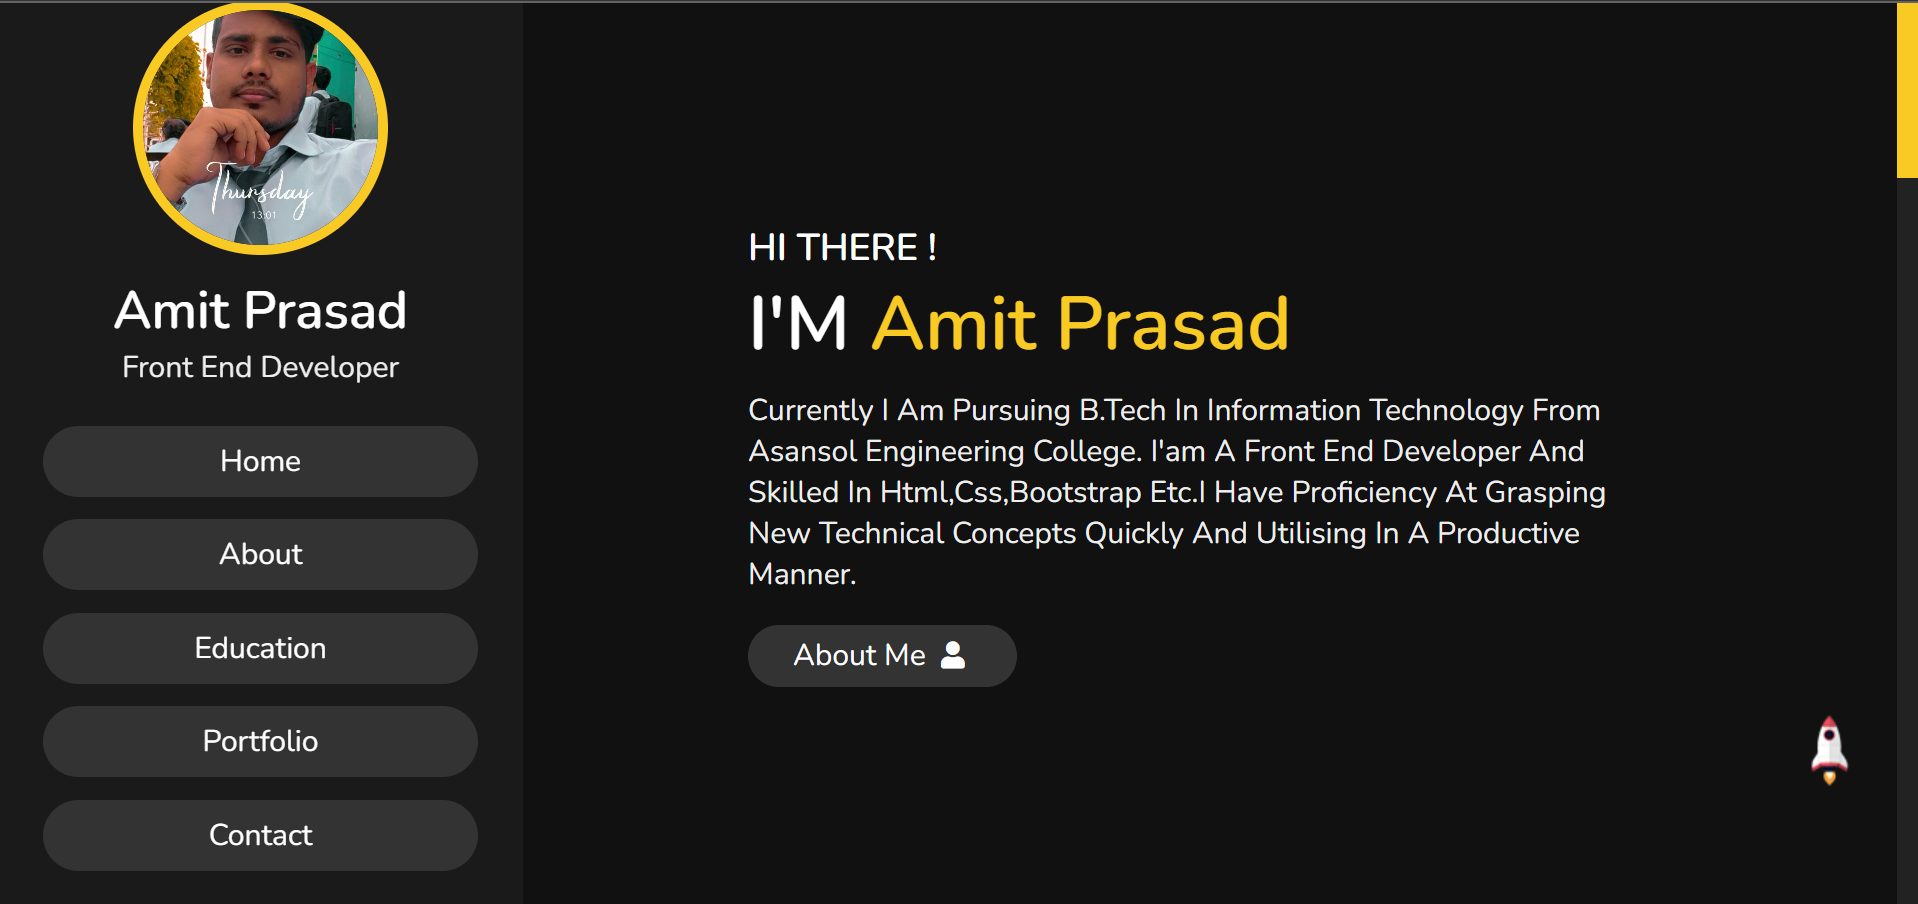 Thursday
13:01
Amit Prasad
Front End Developer
Home
About
Education
Portfolio
Contact
HI THERE !
I'M Amit Prasad
Currently I Am Pursuing B.Tech In Information Technology From
Asansol Engineering College. I'am A Front End Developer And
Skilled In Html,Css,Bootstrap Etc.I Have Proficiency At Grasping
New Technical Concepts Quickly And Utilising In A Productive
Manner.
About Me